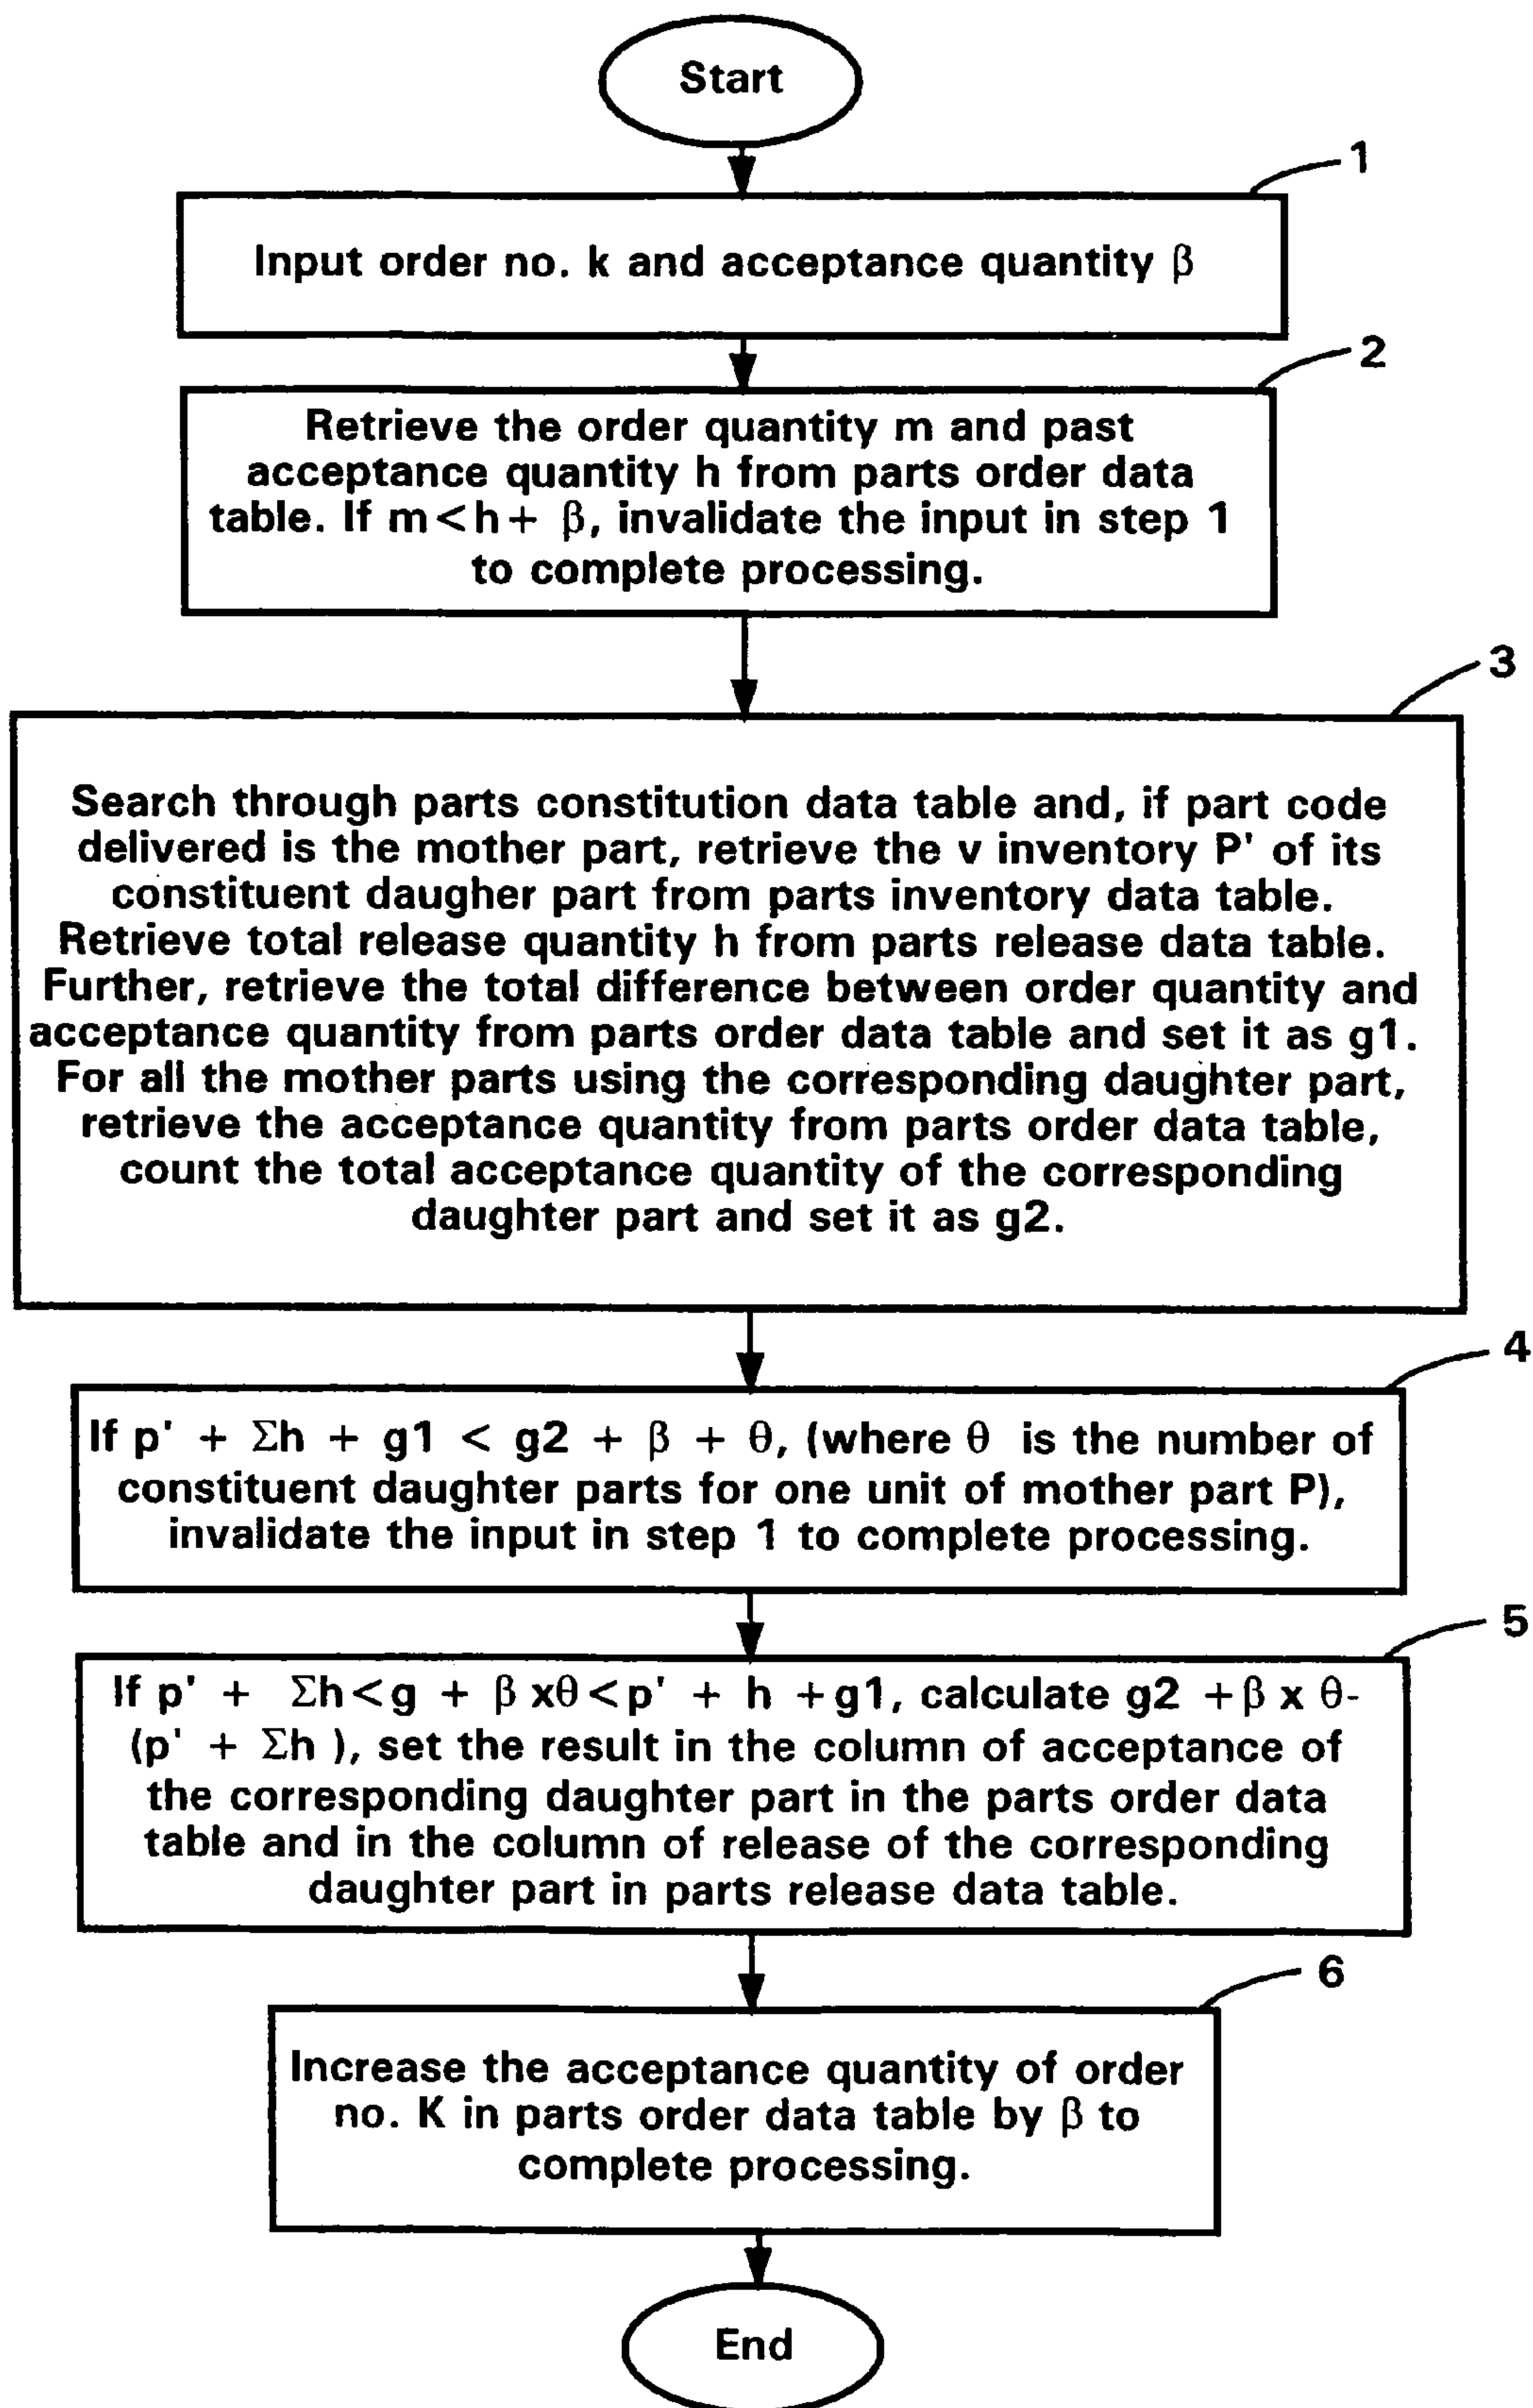 Start
1
Input order no. k and acceptance quantity β
2
Retrieve the order quantity m and past
acceptance quantity h from parts order data
table. If m<h+ β, invalidate the input in step 1
to complete processing.
3
Search through parts constitution data table and, if part code
delivered is the mother part, retrieve the v inventory P' of its
constituent daugher part from parts inventory data table.
Retrieve total release quantity h from parts release data table.
Further, retrieve the total difference between order quantity and
acceptance quantity from parts order data table and set it as g1.
For all the mother parts using the corresponding daughter part,
retrieve the acceptance quantity from parts order data table,
count the total acceptance quantity of the corresponding
daughter part and set it as g2.
4
If p' + Σh + g1 < g2 + β + θ, (where θ is the number of
constituent daughter parts for one unit of mother part P),
invalidate the input in step 1 to complete processing.
5
If p' + Σh<g + β xθ<p' + h +g1, calculate g2 +β x θ-
(p' + Σh ), set the result in the column of acceptance of
the corresponding daughter part in the parts order data
table and in the column of release of the corresponding
daughter part in parts release data table.
6
Increase the acceptance quantity of order
no. K in parts order data table by β to
complete processing.
End